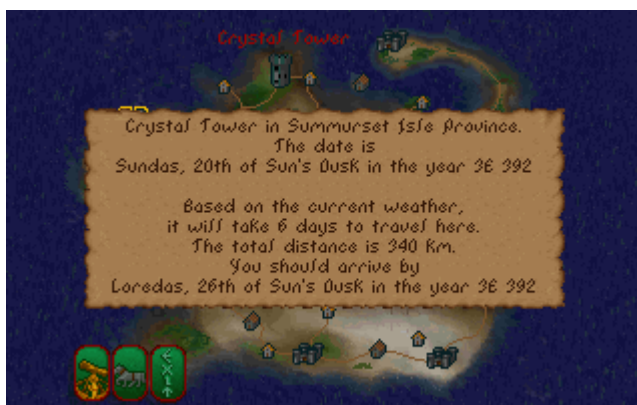 Crystal Tower
Crystal Tower in Summurset Isle Province.
The date is
Sundas, 20th of Sun's Dusk in the year 3E 392
Based on the current weather,
it will take 6 days to travel here.
The total distance is 340 Km.
You should arrive by
Loredas, 26th of Sun's Dusk in the year 3E 392
EXIT